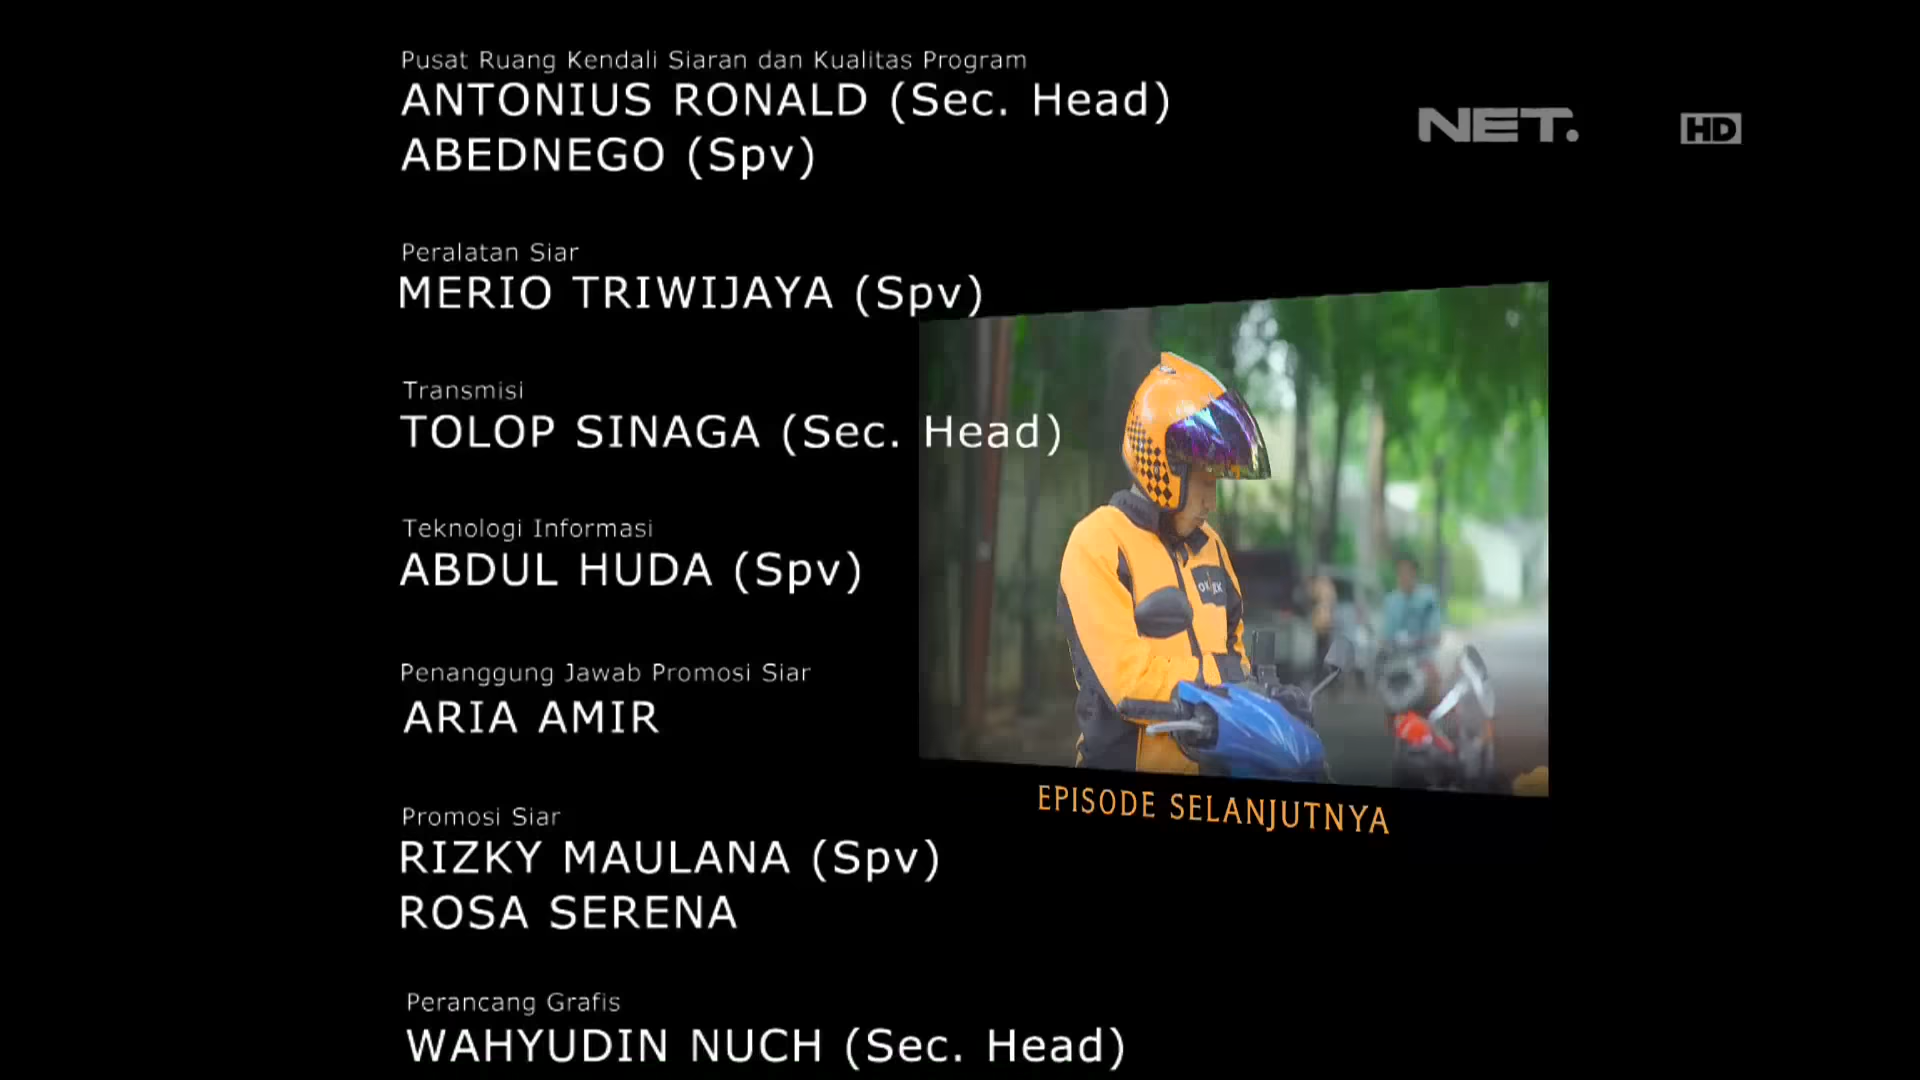 Pusat Ruang Kendali Siaran dan Kualitas Program
ANTONIUS RONALD (Sec. Head)
ABEDNEGO (Spv)
NET.
HD
Peralatan Siar
MERIO TRIWIJAYA (Spv)
Transmisi
TOLOP SINAGA (Sec. Head)
Teknologi Informasi
ABDUL HUDA (Spv)
Penanggung Jawab Promosi Siar
ARIA AMIR
EPISODE SELANJUTNYA
Promosi Siar
RIZKY MAULANA (Spv)
ROSA SERENA
Perancang Grafis
WAHYUDIN NUCH (Sec. Head)